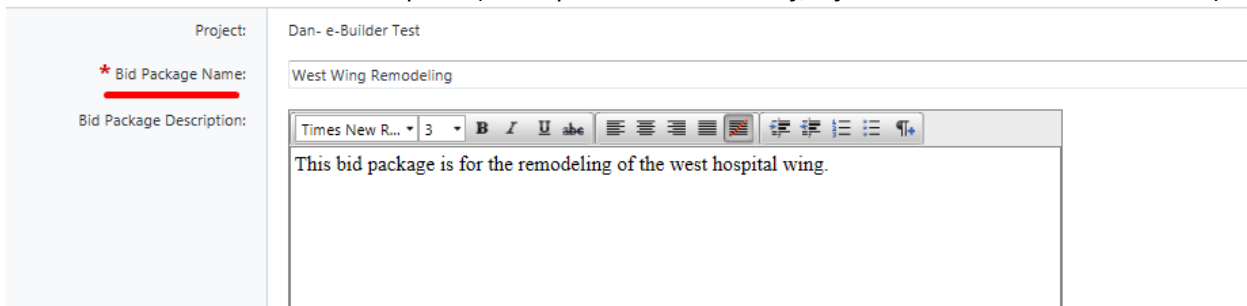 Project: Dan- e-Builder Test
* Bid Package Name: West Wing Remodeling
Bid Package Description:
Times New R... 3 B I U abc
This bid package is for the remodeling of the west hospital wing.